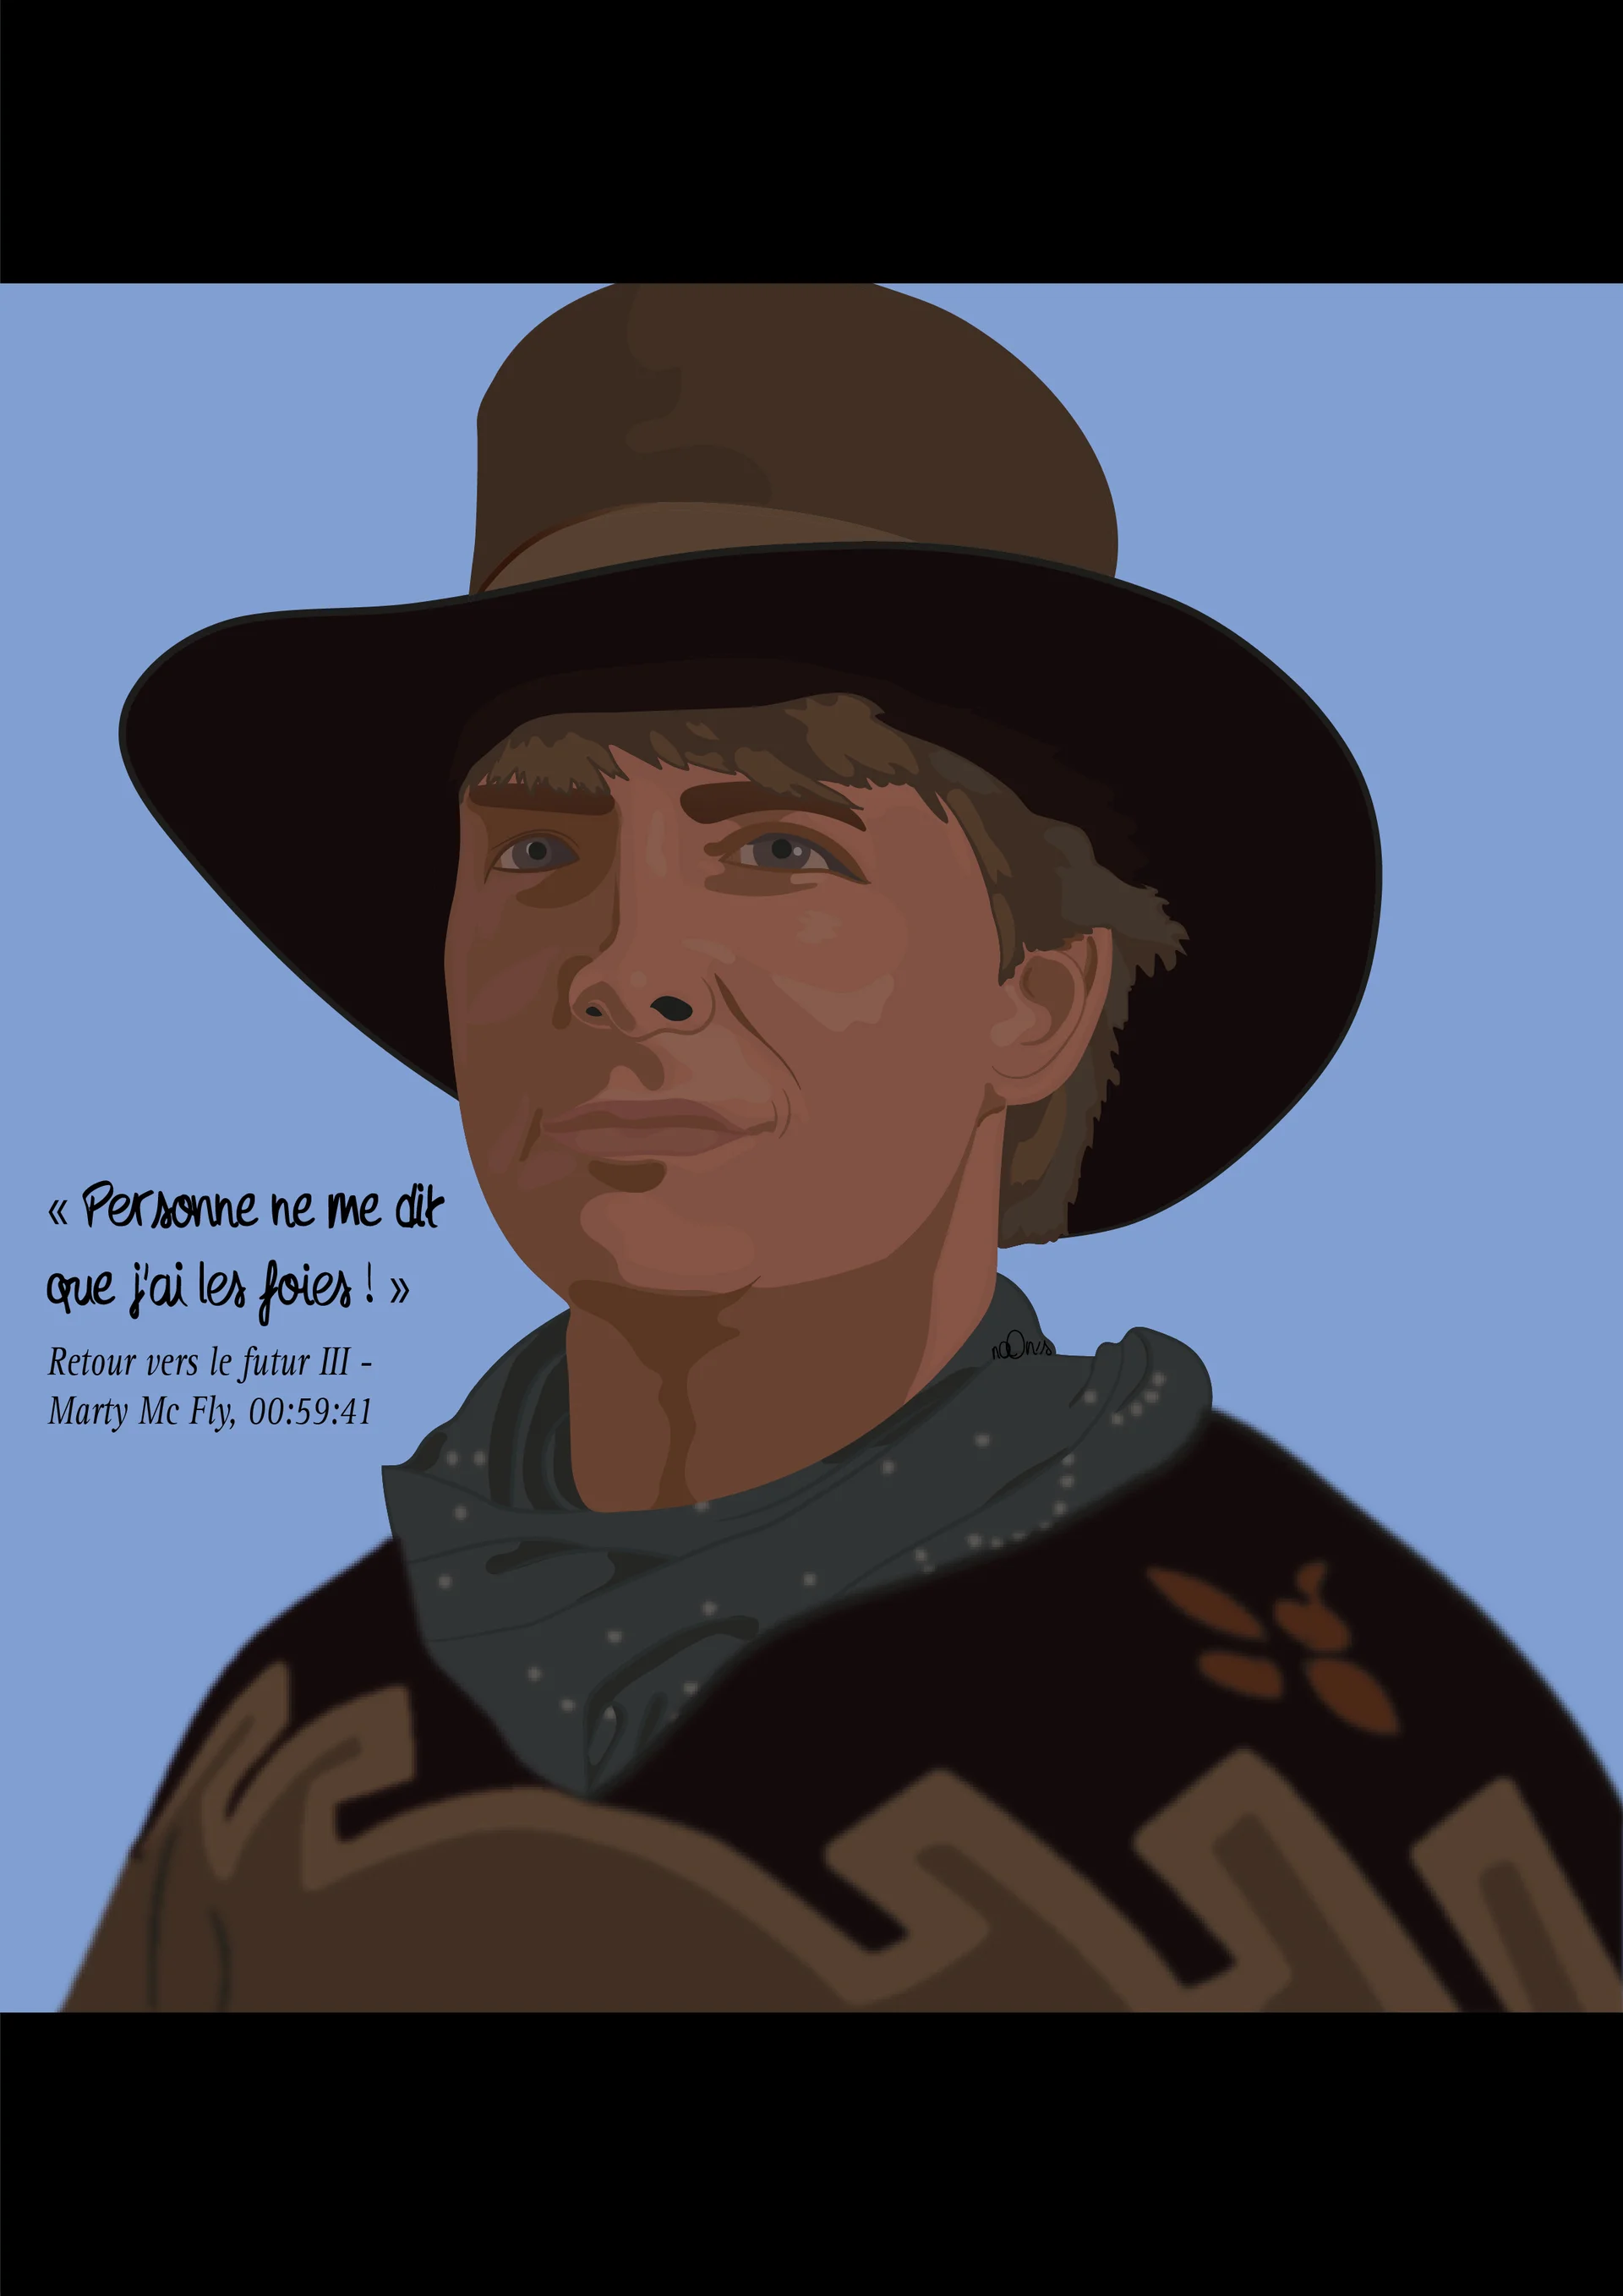 « Personne ne me dit
que j'ai les foies ! »
Retour vers le futur III -
Marty Mc Fly, 00:59:41